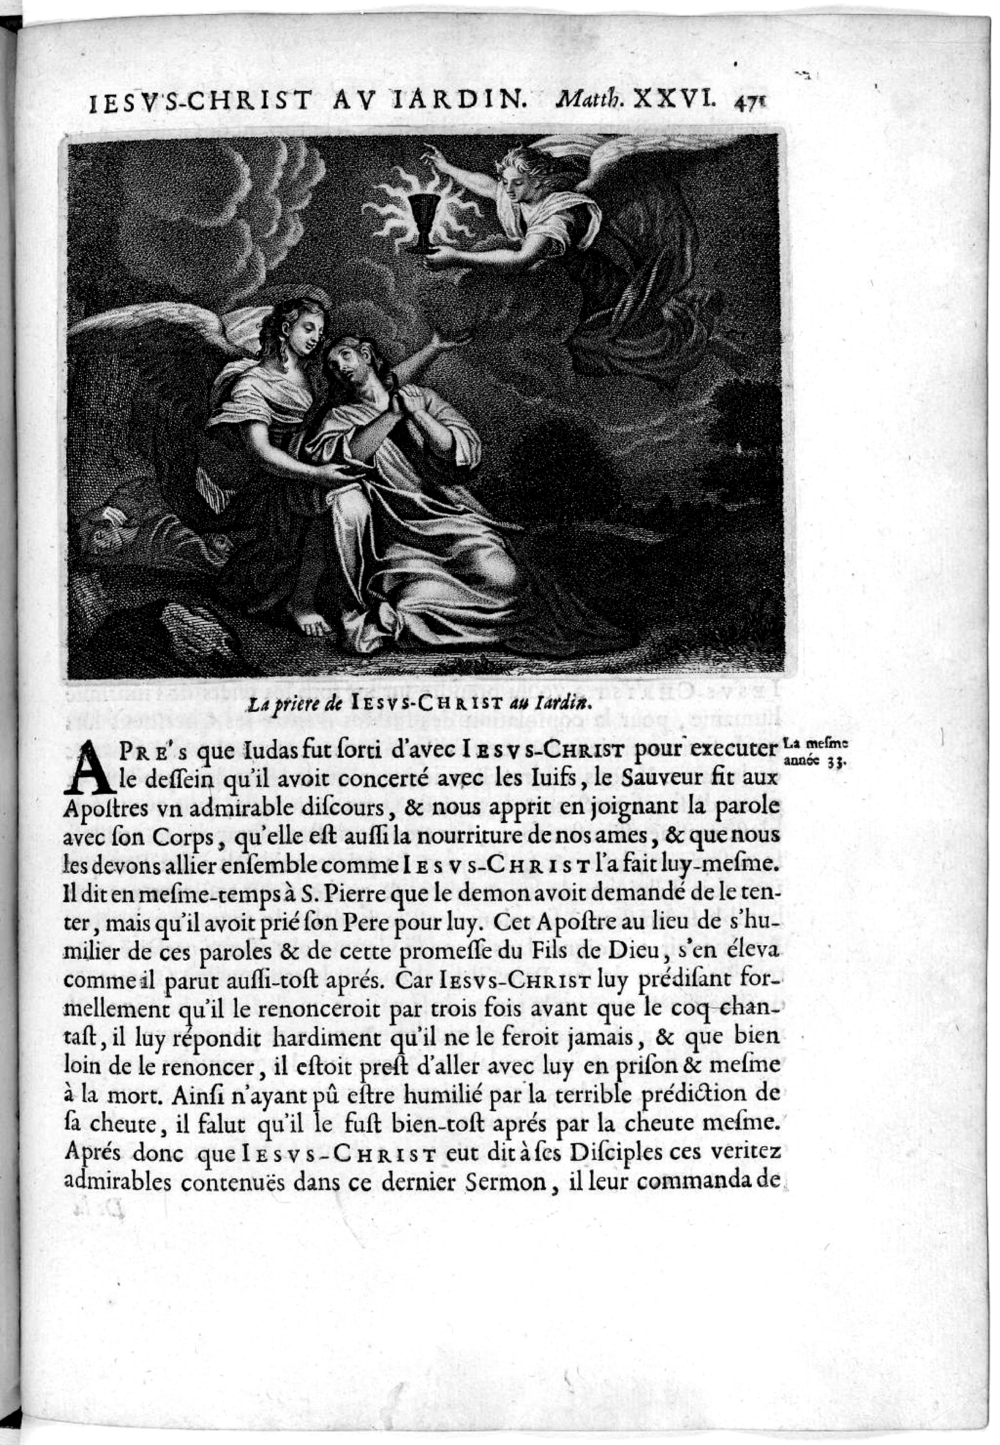 IESVS-CHRIST AV IARDIN. Matth. XXVI. 471
La priere de IESVS-CHRIST au Iardin.
APRE's que Iudas fut ſorti d'avec IESVS-CHRIST pour executer
La meſme
année 33.
le deſſein qu'il avoit concerté avec les Iuifs, le Sauveur fit aux
Apoſtres vn admirable diſcours, & nous apprit en joignant la parole
avec ſon Corps, qu'elle eſt auſſi la nourriture de nos ames, & que nous
les devons allier enſemble comme IESVS-CHRIST l'a fait luy-meſme.
Il dit en meſme-temps à S. Pierre que le demon avoit demandé de le ten-
ter, mais qu'il avoit prié ſon Pere pour luy. Cet Apoſtre au lieu de s'hu-
milier de ces paroles & de cette promeſſe du Fils de Dieu, s'en éleva
comme il parut auſſi-toſt aprés. Car IESVS-CHRIST luy prédiſant for-
mellement qu'il le renonceroit par trois fois avant que le coq chan-
taſt, il luy répondit hardiment qu'il ne le feroit jamais, & que bien
loin de le renoncer, il eſtoit preſt d'aller avec luy en priſon & meſme
à la mort. Ainſi n'ayant pû eſtre humilié par la terrible prédiction de
ſa cheute, il falut qu'il le fuſt bien-toſt aprés par la cheute meſme.
Aprés donc que IESVS-CHRIST eut dit à ſes Diſciples ces veritez
admirables contenuës dans ce dernier Sermon, il leur commanda de